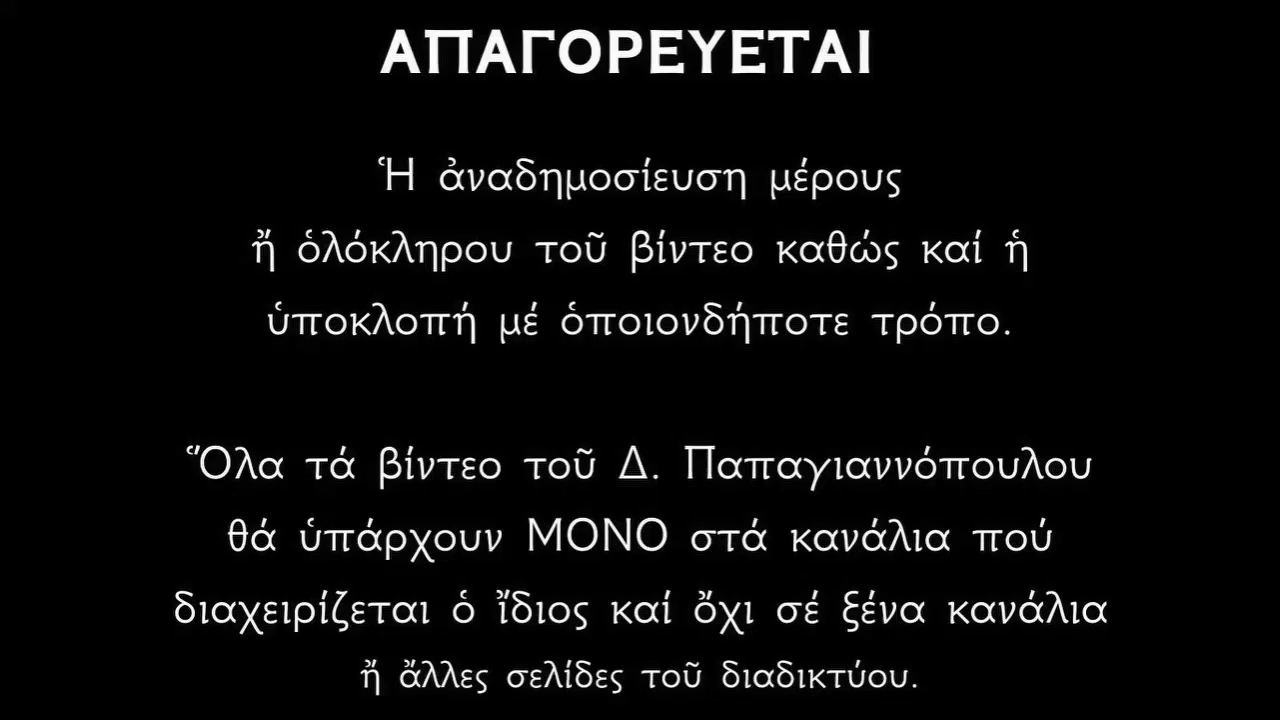 ΑΠΑΓΟΡΕΥΕΤΑΙ
Ἡ ἀναδημοσίευση μέρους
ἤ ὁλόκληρου τοῦ βίντεο καθώς καί ἡ
ὑποκλοπή μέ ὁποιονδήποτε τρόπο.
Ὅλα τά βίντεο τοῦ Δ. Παπαγιαννόπουλου
θά ὑπάρχουν ΜΟΝΟ στά κανάλια πού
διαχειρίζεται ὁ ἴδιος καί ὄχι σέ ξένα κανάλια
ἤ ἄλλες σελίδες τοῦ διαδικτύου.